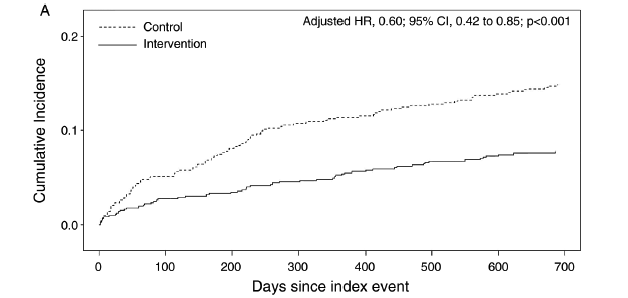 A
Adjusted HR, 0.60; 95% CI, 0.42 to 0.85; p<0.001
Control
Intervention
Cumulative Incidence
0.2
0.1
0.0
0 100 200 300 400 500 600 700
Days since index event